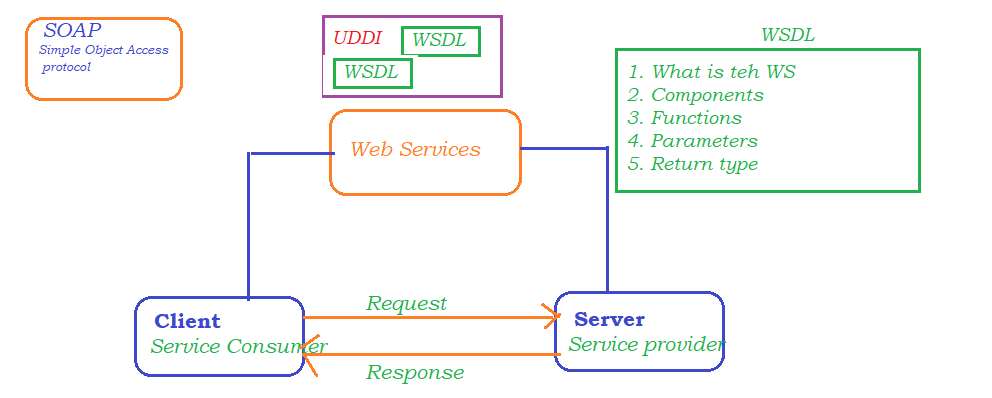 SOAP
Simple Object Access
protocol
UDDI
WSDL
WSDL
WSDL
1. What is teh WS
2. Components
3. Functions
4. Parameters
5. Return type
Web Services
Request
Client
Service Consumer
Server
Service provider
Response